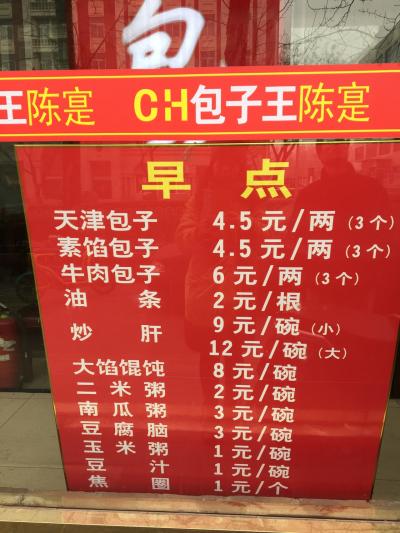 包
王陈寔 CH包子王陈寔
早 点
天津包子 4.5元/两（3个）
素馅包子 4.5元/两（3个）
牛肉包子 6元/两（3个）
油条 2元/根
炒肝 9元/碗（小）
12元/碗（大）
大馅馄饨 8元/碗
二米粥 2元/碗
南瓜粥 3元/碗
豆腐脑 3元/碗
玉米粥 1元/碗
豆汁 1元/碗
焦圈 1元/个